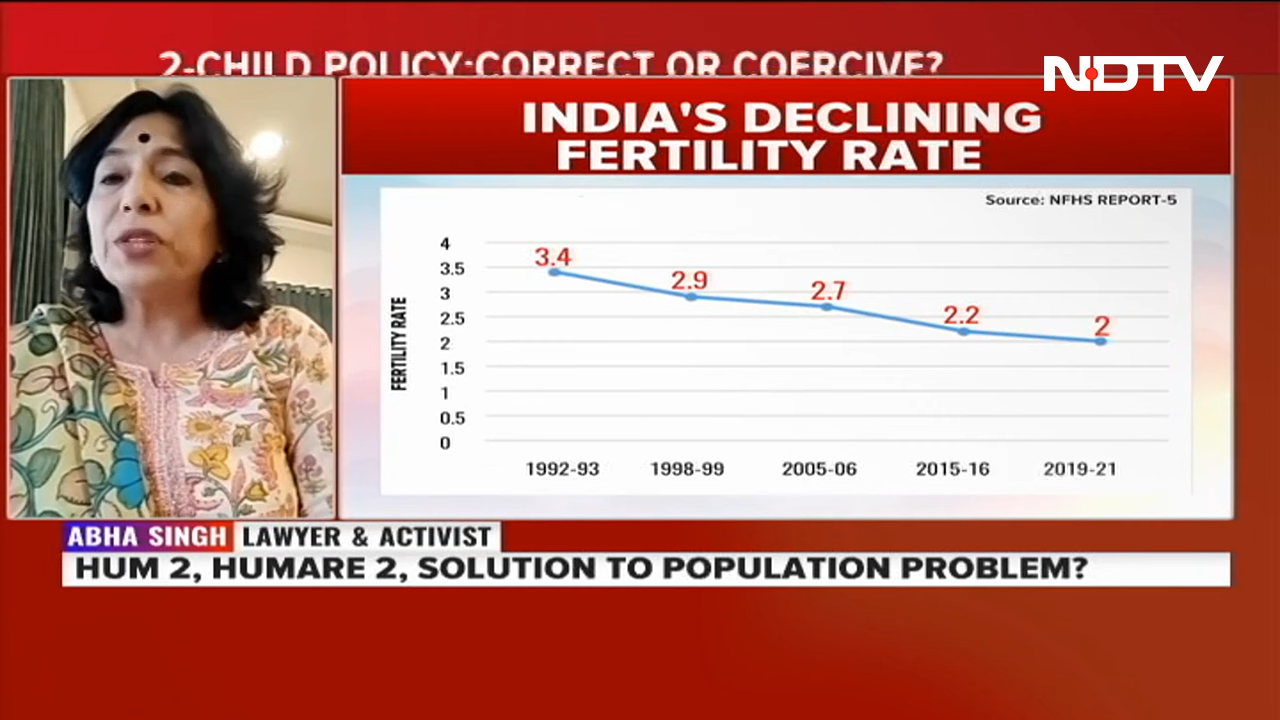 2-CHILD POLICY:CORRECT OR COERCIVE?
NDTV
INDIA'S DECLINING
FERTILITY RATE
Source: NFHS REPORT-5
FERTILITY RATE
4
3.5
3
2.5
2
1.5
1
0.5
0
3.4
2.9
2.7
2.2
2
1992-93 1998-99 2005-06 2015-16 2019-21
ABHA SINGH LAWYER & ACTIVIST
HUM 2, HUMARE 2, SOLUTION TO POPULATION PROBLEM?